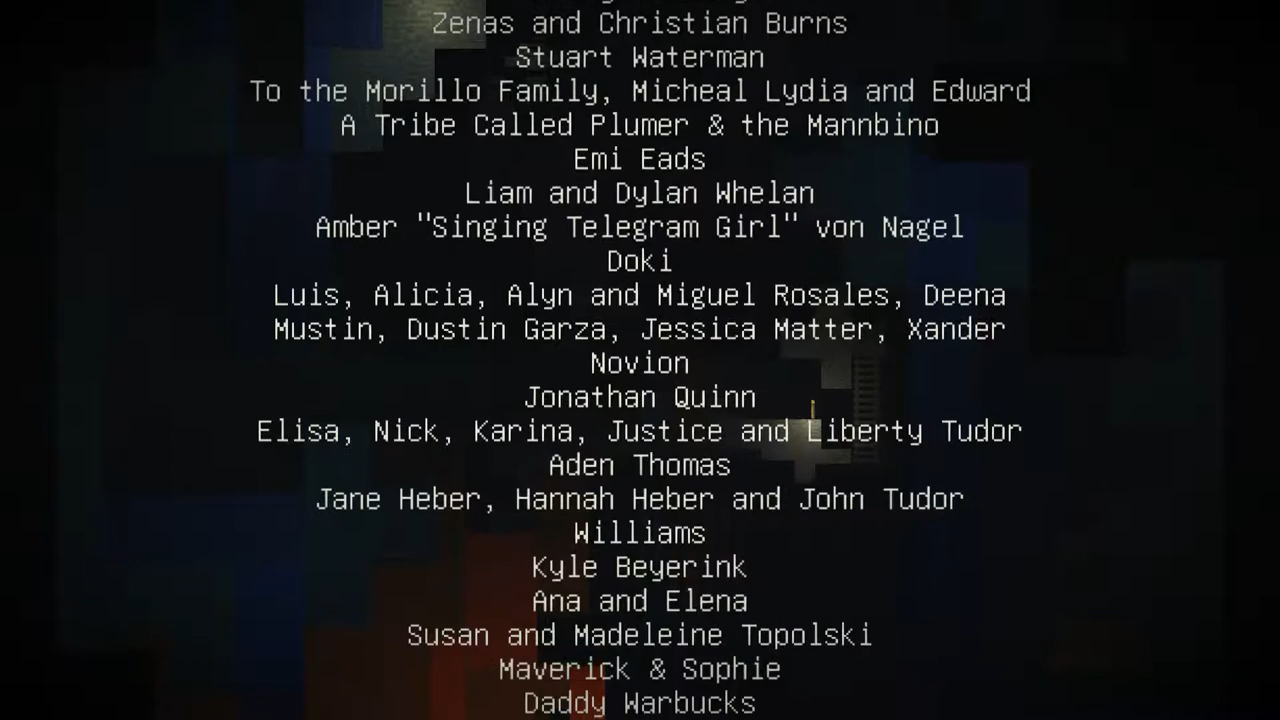 Zenas and Christian Burns
Stuart Waterman
To the Morillo Family, Micheal Lydia and Edward
A Tribe Called Plumer & the Mannbino
Emi Eads
Liam and Dylan Whelan
Amber "Singing Telegram Girl" von Nagel
Doki
Luis, Alicia, Alyn and Miguel Rosales, Deena
Mustin, Dustin Garza, Jessica Matter, Xander
Novion
Jonathan Quinn
Elisa, Nick, Karina, Justice and Liberty Tudor
Aden Thomas
Jane Heber, Hannah Heber and John Tudor
Williams
Kyle Beyerink
Ana and Elena
Susan and Madeleine Topolski
Maverick & Sophie
Daddy Warbucks